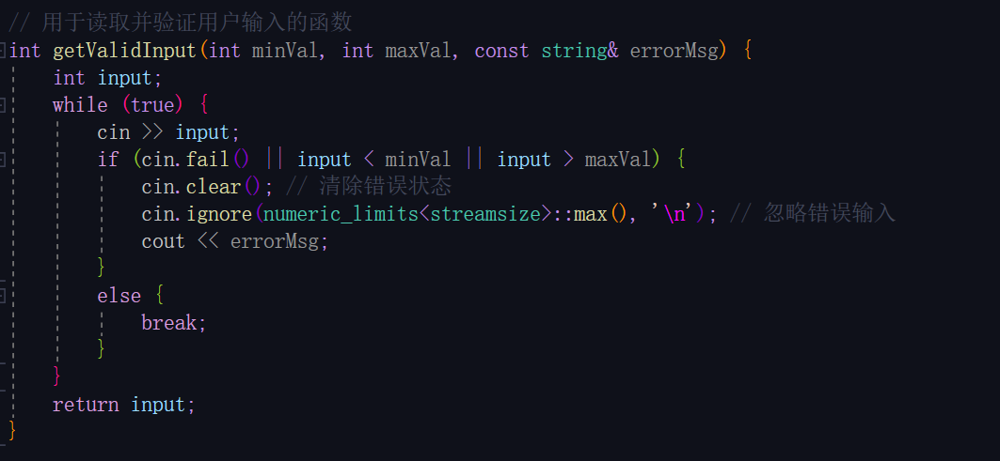 // 用于读取并验证用户输入的函数
int getValidInput(int minVal, int maxVal, const string& errorMsg) {
    int input;
    while (true) {
        cin >> input;
        if (cin.fail() || input < minVal || input > maxVal) {
            cin.clear(); // 清除错误状态
            cin.ignore(numeric_limits<streamsize>::max(), '\n'); // 忽略错误输入
            cout << errorMsg;
        }
        else {
            break;
        }
    }
    return input;
}